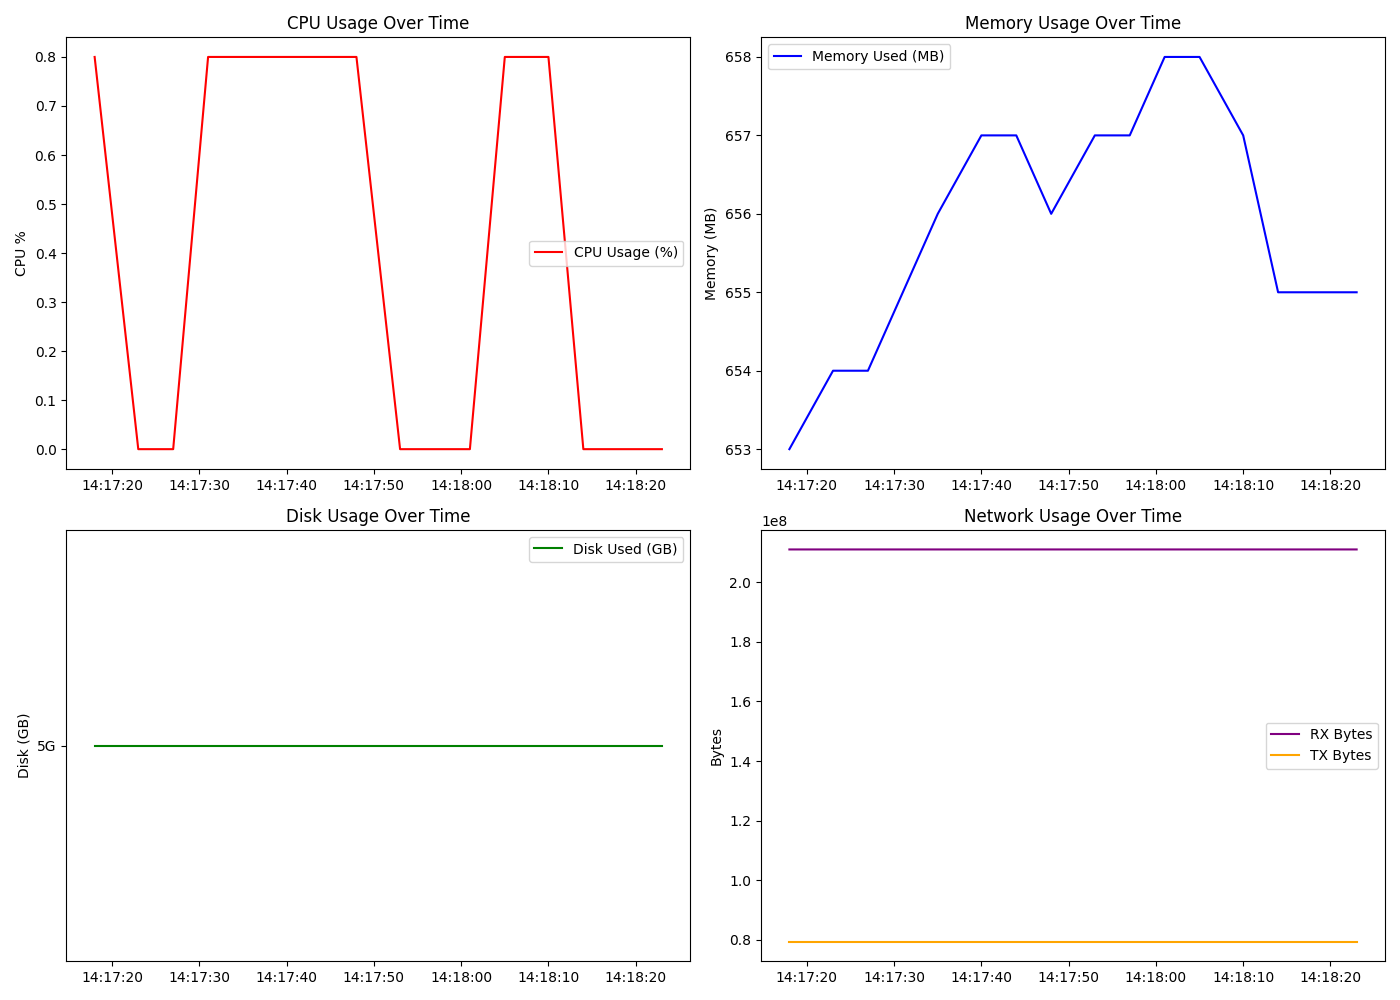 CPU Usage Over Time
CPU %
0.8
0.7
0.6
0.5
0.4
0.3
0.2
0.1
0.0
CPU Usage (%)
14:17:20 14:17:30 14:17:40 14:17:50 14:18:00 14:18:10 14:18:20
Memory Usage Over Time
Memory (MB)
658
657
656
655
654
653
Memory Used (MB)
14:17:20 14:17:30 14:17:40 14:17:50 14:18:00 14:18:10 14:18:20
Disk Usage Over Time
Disk (GB)
5G
Disk Used (GB)
14:17:20 14:17:30 14:17:40 14:17:50 14:18:00 14:18:10 14:18:20
Network Usage Over Time
1e8
Bytes
2.0
1.8
1.6
1.4
1.2
1.0
0.8
RX Bytes
TX Bytes
14:17:20 14:17:30 14:17:40 14:17:50 14:18:00 14:18:10 14:18:20